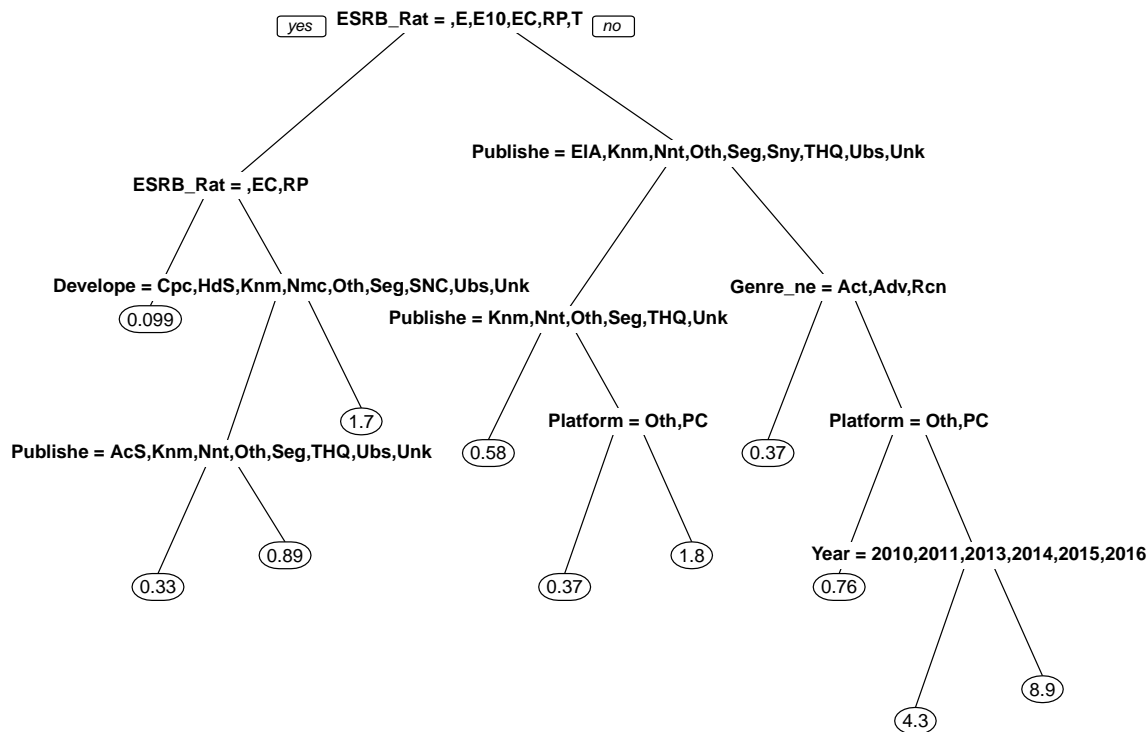 yes ESRB_Rat = ,E,E10,EC,RP,T no
Publishe = ElA,Knm,Nnt,Oth,Seg,Sny,THQ,Ubs,Unk
ESRB_Rat = ,EC,RP
Develope = Cpc,HdS,Knm,Nmc,Oth,Seg,SNC,Ubs,Unk
Genre_ne = Act,Adv,Rcn
0.099
Publishe = Knm,Nnt,Oth,Seg,THQ,Unk
1.7
Platform = Oth,PC
Platform = Oth,PC
Publishe = AcS,Knm,Nnt,Oth,Seg,THQ,Ubs,Unk
0.58
0.37
0.89
1.8
Year = 2010,2011,2013,2014,2015,2016
0.33
0.37
0.76
8.9
4.3